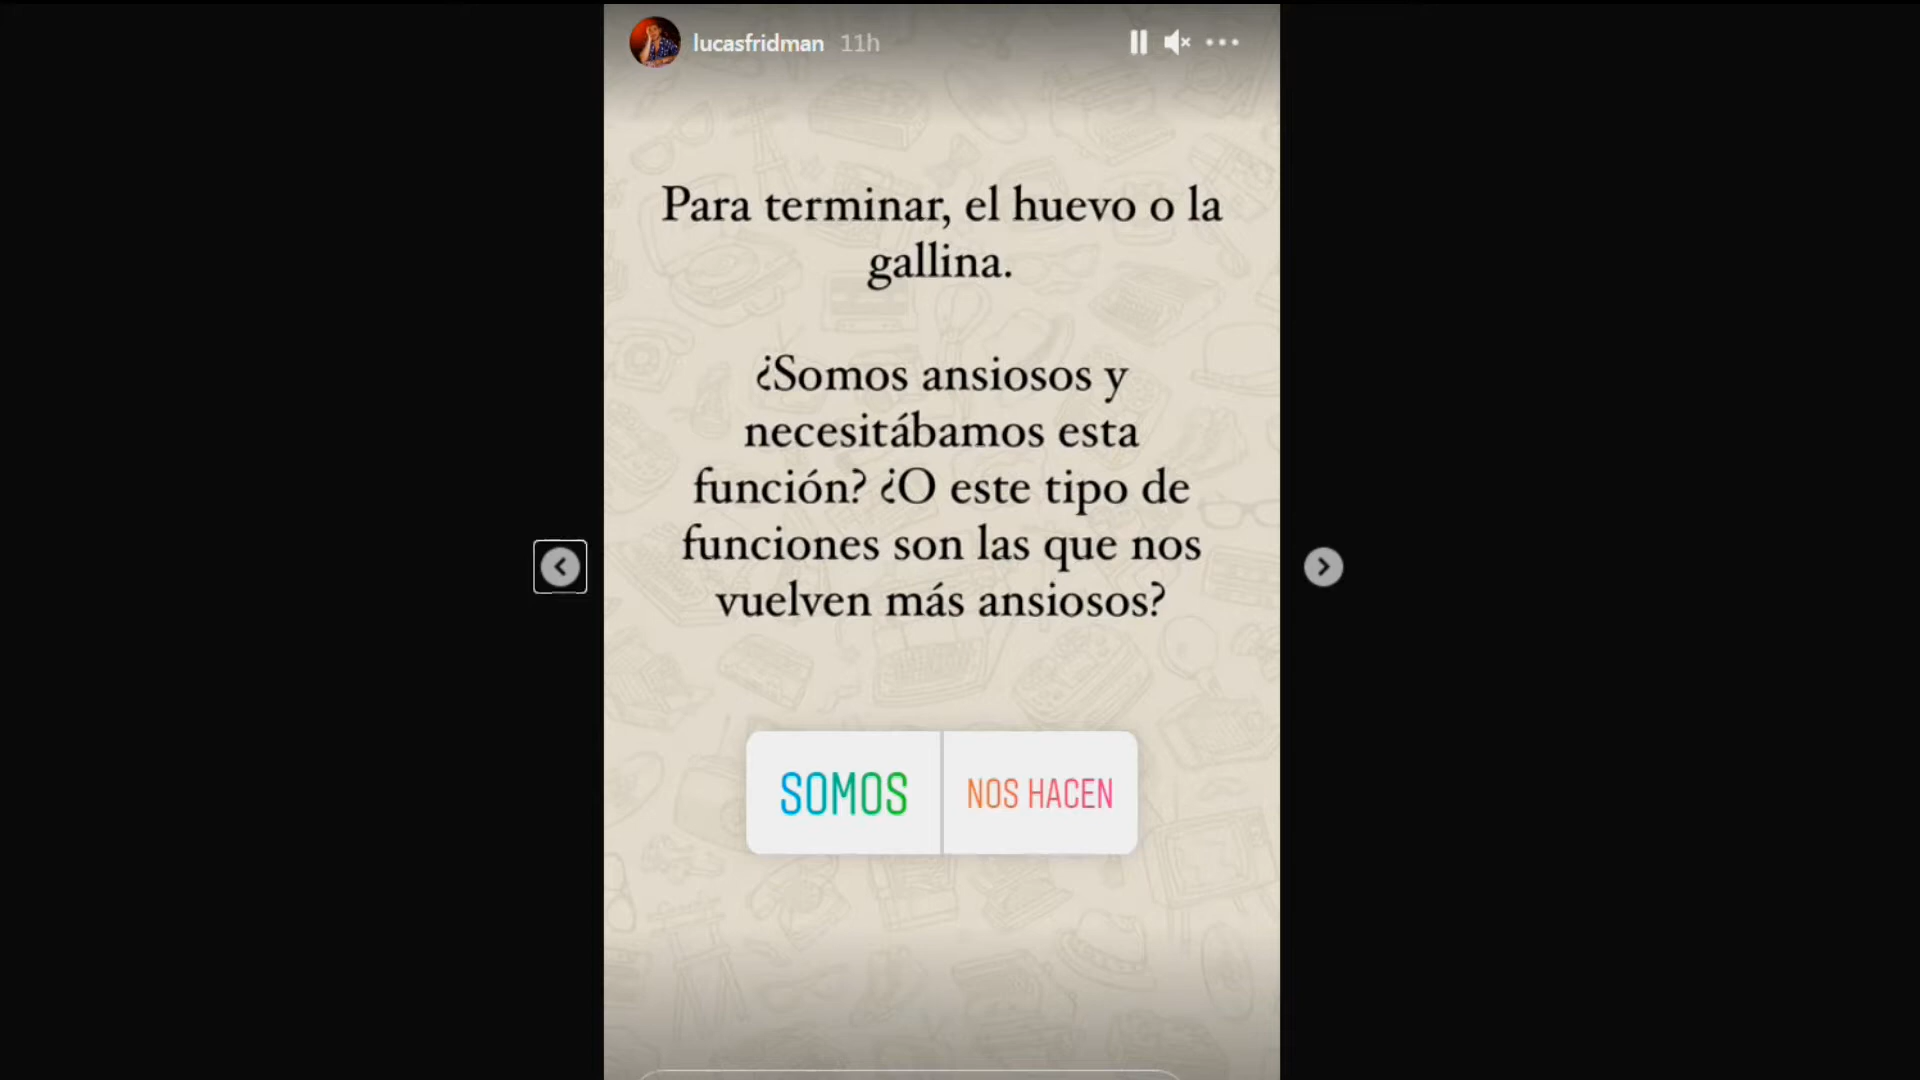 lucasfridman 11h
Para terminar, el huevo o la
gallina.
¿Somos ansiosos y
necesitábamos esta
función? ¿O este tipo de
funciones son las que nos
vuelven más ansiosos?
SOMOS
NOS HACEN